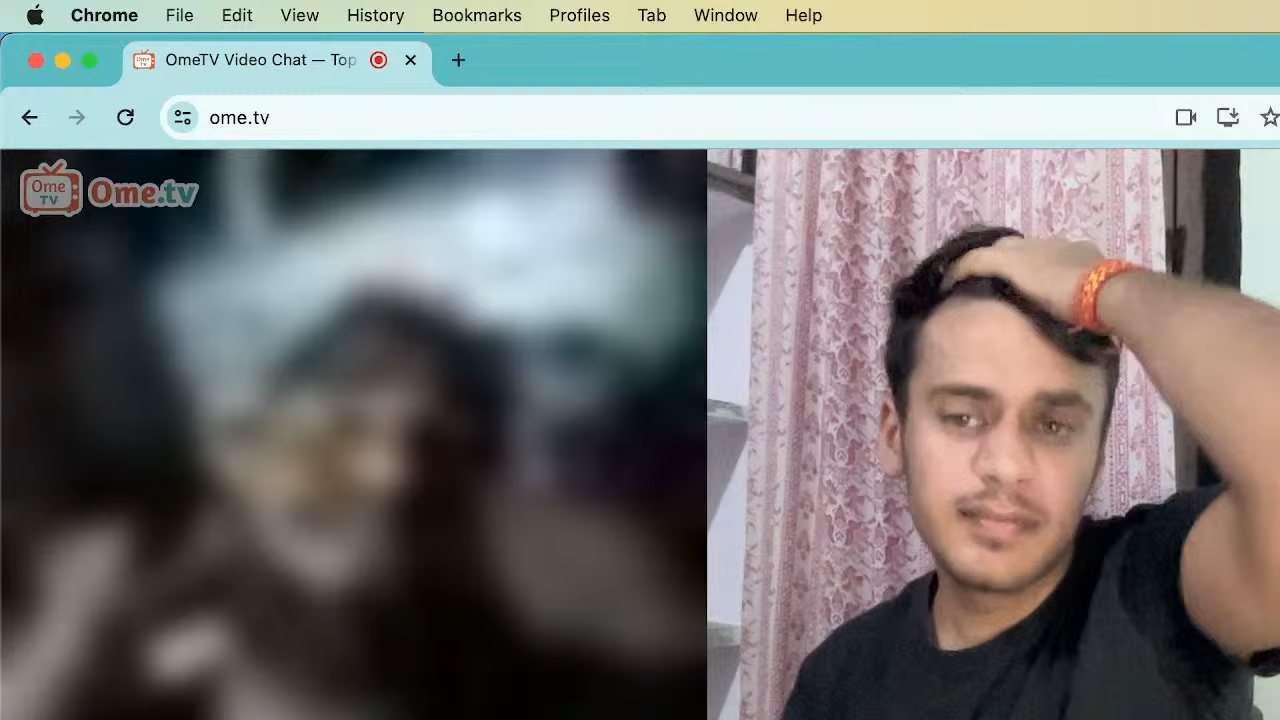 Chrome File Edit View History Bookmarks Profiles Tab Window Help
OmeTV Video Chat — Top
ome.tv
Ome TV Ome.tv